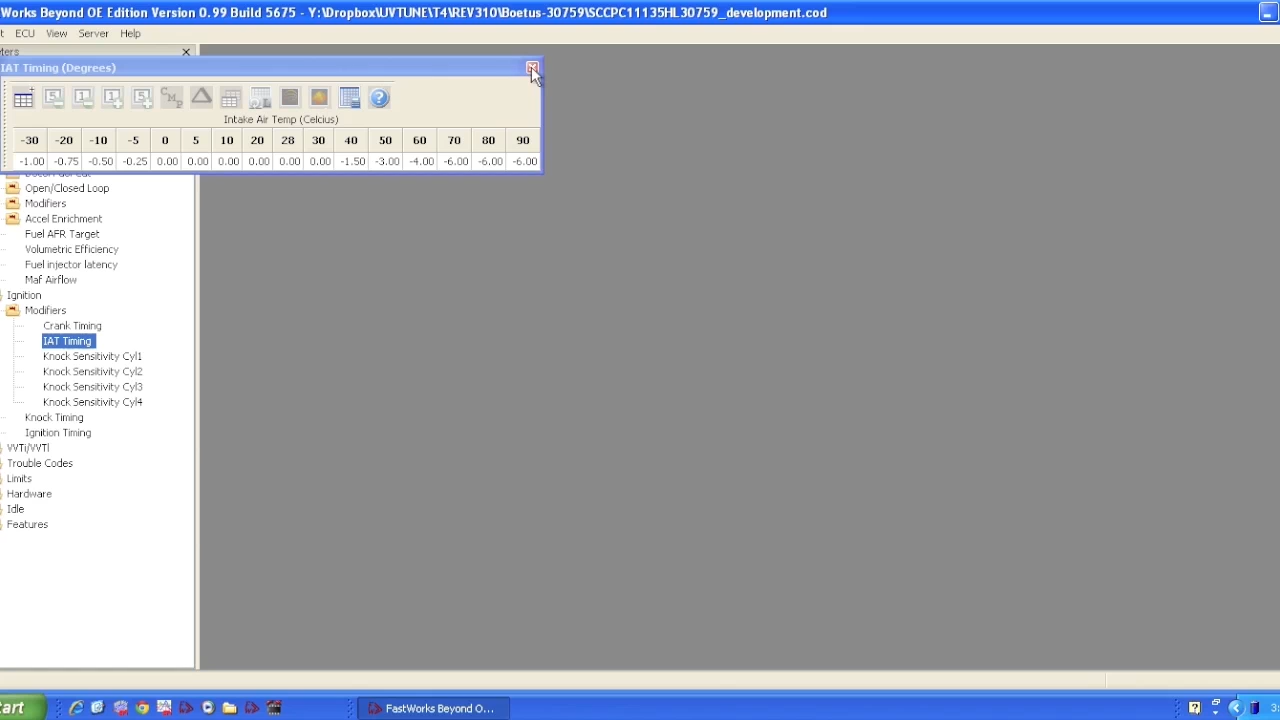 Works Beyond OE Edition Version 0.99 Build 5675 - Y:\Dropbox\UVTUNE\T4\REV310\Boetus-30759\SCCPC11135HL30759_development.cod
t ECU View Server Help
ters
IAT Timing (Degrees)
Intake Air Temp (Celcius)
-30 -20 -10 -5 0 5 10 20 28 30 40 50 60 70 80 90
-1.00 -0.75 -0.50 -0.25 0.00 0.00 0.00 0.00 0.00 0.00 -1.50 -3.00 -4.00 -6.00 -6.00 -6.00
Open/Closed Loop
Modifiers
Accel Enrichment
Fuel AFR Target
Volumetric Efficiency
Fuel injector latency
Maf Airflow
Ignition
Modifiers
Crank Timing
IAT Timing
Knock Sensitivity Cyl1
Knock Sensitivity Cyl2
Knock Sensitivity Cyl3
Knock Sensitivity Cyl4
Knock Timing
Ignition Timing
VVTi/VVTl
Trouble Codes
Limits
Hardware
Idle
Features
tart
FastWorks Beyond O...
3: